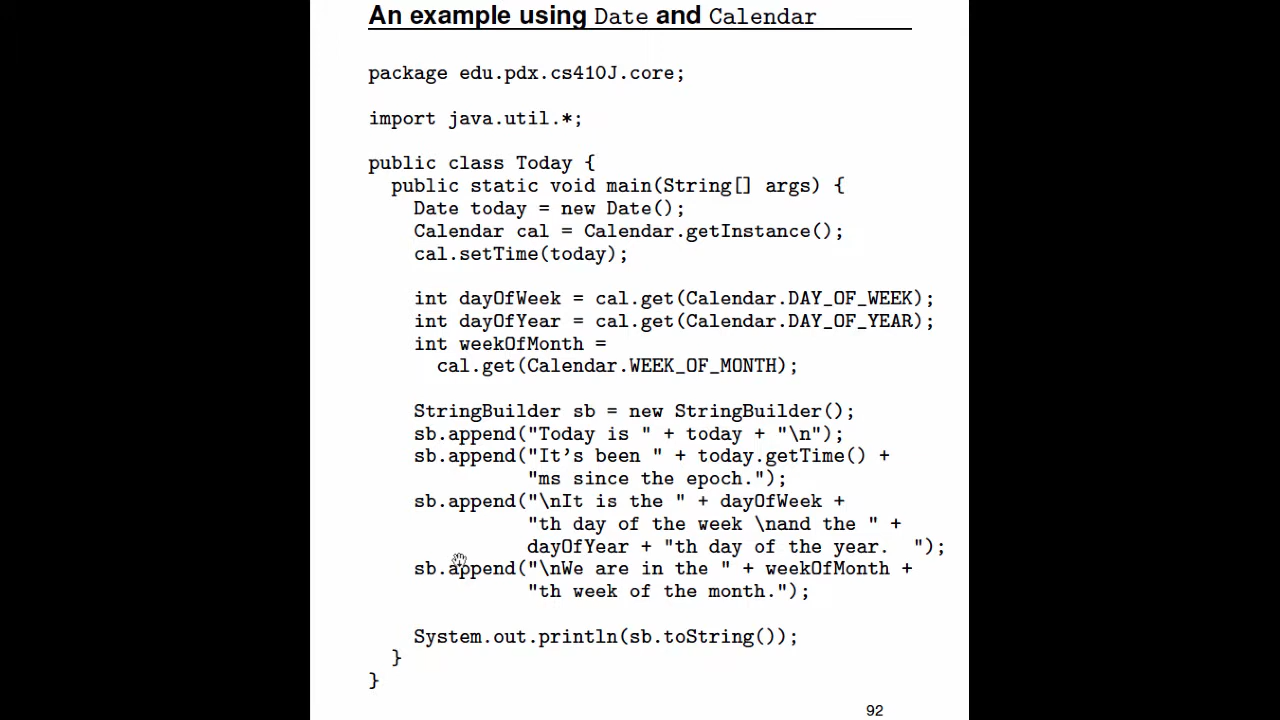 An example using Date and Calendar
package edu.pdx.cs410J.core;
import java.util.*;
public class Today {
  public static void main(String[] args) {
    Date today = new Date();
    Calendar cal = Calendar.getInstance();
    cal.setTime(today);
    int dayOfWeek = cal.get(Calendar.DAY_OF_WEEK);
    int dayOfYear = cal.get(Calendar.DAY_OF_YEAR);
    int weekOfMonth =
      cal.get(Calendar.WEEK_OF_MONTH);
    StringBuilder sb = new StringBuilder();
    sb.append("Today is " + today + "\n");
    sb.append("It's been " + today.getTime() +
              "ms since the epoch.");
    sb.append("\nIt is the " + dayOfWeek +
              "th day of the week \nand the " +
              dayOfYear + "th day of the year.  ");
    sb.append("\nWe are in the " + weekOfMonth +
              "th week of the month.");
    System.out.println(sb.toString());
  }
}
92